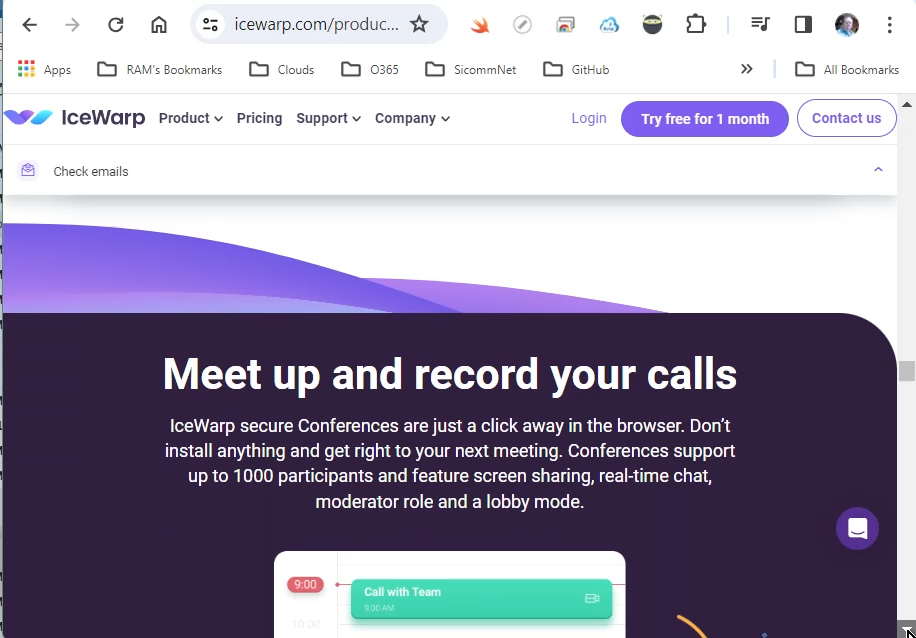 icewarp.com/produc...
Apps
RAM's Bookmarks
Clouds
O365
SicommNet
GitHub
All Bookmarks
IceWarp
Product
Pricing
Support
Company
Login
Try free for 1 month
Contact us
Check emails
Meet up and record your calls
IceWarp secure Conferences are just a click away in the browser. Don't
install anything and get right to your next meeting. Conferences support
up to 1000 participants and feature screen sharing, real-time chat,
moderator role and a lobby mode.
9:00
Call with Team
9:00 AM
10:00